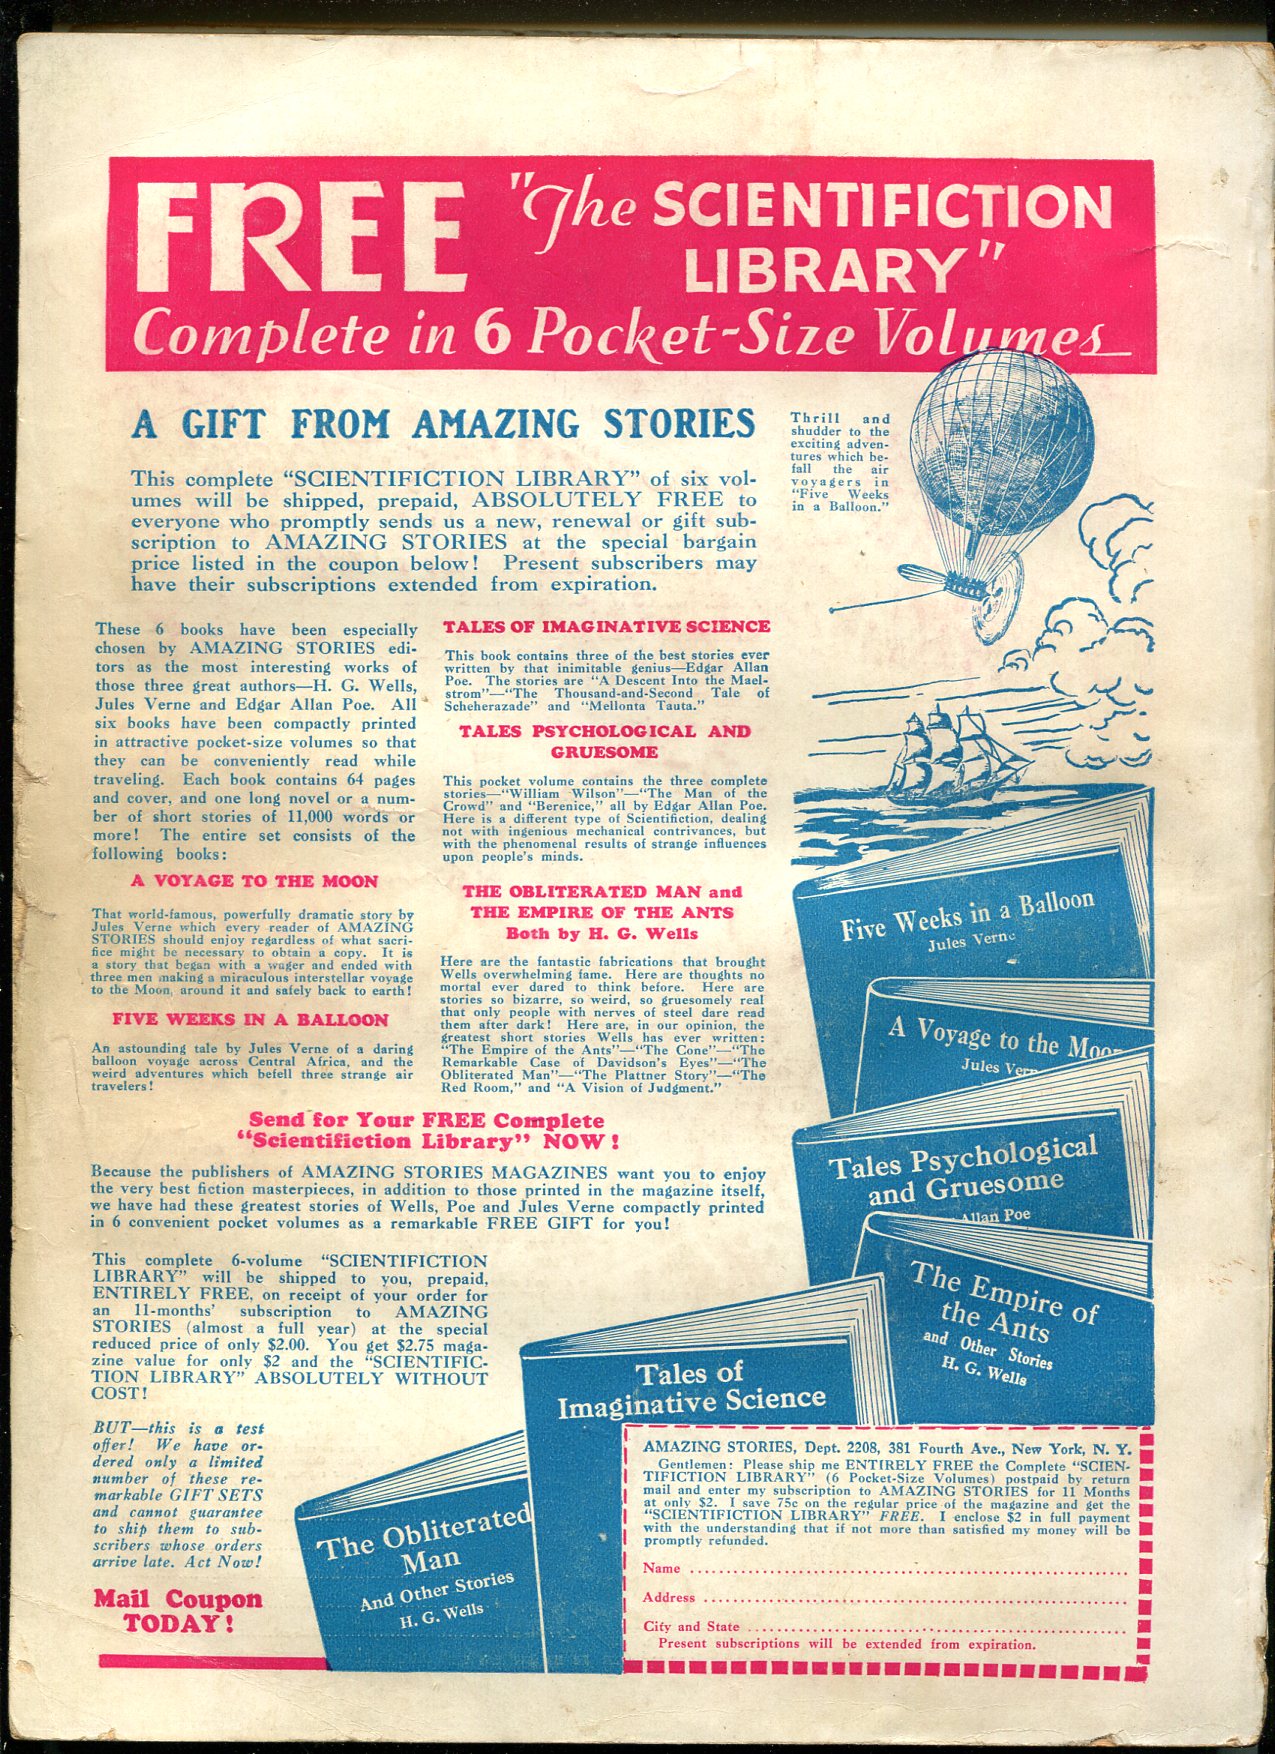 FREE "The SCIENTIFICTION
LIBRARY"
Complete in 6 Pocket-Size Volumes
A GIFT FROM AMAZING STORIES
This complete “SCIENTIFICTION LIBRARY” of six vol-
umes will be shipped, prepaid, ABSOLUTELY FREE to
everyone who promptly sends us a new, renewal or gift sub-
scription to AMAZING STORIES at the special bargain
price listed in the coupon below! Present subscribers may
have their subscriptions extended from expiration.
Thrill and
shudder to the
exciting adven-
tures which be-
fall the air
voyagers in
“Five Weeks
in a Balloon.”
These 6 books have been especially
chosen by AMAZING STORIES edi-
tors as the most interesting works of
those three great authors—H. G. Wells,
Jules Verne and Edgar Allan Poe. All
six books have been compactly printed
in attractive pocket-size volumes so that
they can be conveniently read while
traveling. Each book contains 64 pages
and cover, and one long novel or a num-
ber of short stories of 11,000 words or
more! The entire set consists of the
following books:
A VOYAGE TO THE MOON
That world-famous, powerfully dramatic story by
Jules Verne which every reader of AMAZING
STORIES should enjoy regardless of what sacri-
fice might be necessary to obtain a copy. It is
a story that began with a wager and ended with
three men making a miraculous interstellar voyage
to the Moon, around it and safely back to earth!
FIVE WEEKS IN A BALLOON
An astounding tale by Jules Verne of a daring
balloon voyage across Central Africa, and the
weird adventures which befell three strange air
travelers!
TALES OF IMAGINATIVE SCIENCE
This book contains three of the best stories ever
written by that inimitable genius—Edgar Allan
Poe. The stories are “A Descent Into the Mael-
strom”—“The Thousand-and-Second Tale of
Scheherazade” and “Mellonta Tauta.”
TALES PSYCHOLOGICAL AND
GRUESOME
This pocket volume contains the three complete
stories—“William Wilson”—“The Man of the
Crowd” and “Berenice,” all by Edgar Allan Poe.
Here is a different type of Scientifiction, dealing
not with ingenious mechanical contrivances, but
with the phenomenal results of strange influences
upon people's minds.
THE OBLITERATED MAN and
THE EMPIRE OF THE ANTS
Both by H. G. Wells
Here are the fantastic fabrications that brought
Wells overwhelming fame. Here are thoughts no
mortal ever dared to think before. Here are
stories so bizarre, so weird, so gruesomely real
that only people with nerves of steel dare read
them after dark! Here are, in our opinion, the
greatest short stories Wells has ever written:
“The Empire of the Ants”—“The Cone”—“The
Remarkable Case of Davidson's Eyes”—“The
Obliterated Man”—“The Plattner Story”—“The
Red Room,” and “A Vision of Judgment.”
Send for Your FREE Complete
“Scientifiction Library” NOW!
Because the publishers of AMAZING STORIES MAGAZINES want you to enjoy
the very best fiction masterpieces, in addition to those printed in the magazine itself,
we have had these greatest stories of Wells, Poe and Jules Verne compactly printed
in 6 convenient pocket volumes as a remarkable FREE GIFT for you!
This complete 6-volume “SCIENTIFICTION
LIBRARY” will be shipped to you, prepaid,
ENTIRELY FREE, on receipt of your order for
an 11-months' subscription to AMAZING
STORIES (almost a full year) at the special
reduced price of only $2.00. You get $2.75 maga-
zine value for only $2 and the “SCIENTIFIC-
TION LIBRARY” ABSOLUTELY WITHOUT
COST!
BUT—this is a test
offer! We have or-
dered only a limited
number of these re-
markable GIFT SETS
and cannot guarantee
to ship them to sub-
scribers whose orders
arrive late. Act Now!
Mail Coupon
TODAY!
Five Weeks in a Balloon
Jules Verne
A Voyage to the Moon
Jules Vern
Tales Psychological
and Gruesome
Allan Poe
The Empire of
the Ants
and Other Stories
H. G. Wells
Tales of
Imaginative Science
The Obliterated
Man
And Other Stories
H. G. Wells
AMAZING STORIES, Dept. 2208, 381 Fourth Ave., New York, N. Y.
Gentlemen: Please ship me ENTIRELY FREE the Complete “SCIEN-
TIFICTION LIBRARY” (6 Pocket-Size Volumes) postpaid by return
mail and enter my subscription to AMAZING STORIES for 11 Months
at only $2. I save 75c on the regular price of the magazine and get the
“SCIENTIFICTION LIBRARY” FREE. I enclose $2 in full payment
with the understanding that if not more than satisfied my money will be
promptly refunded.
Name
Address
City and State
Present subscriptions will be extended from expiration.